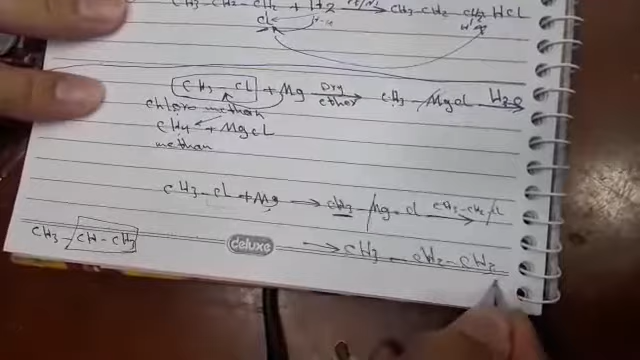 CH3-CH2-CH2 + H2 → CH3-CH2-CH2 HCl
Cl
CH3-Cl + Mg Dry ether → CH3-MgCl H2O →
chloro methan
CH4 + MgCl
methan
CH3-Cl + Mg → CH3-Mg-Cl CH3-CH2/Cl →
CH3-CH-CH3
deluxe
→ CH3-CH2-CH3